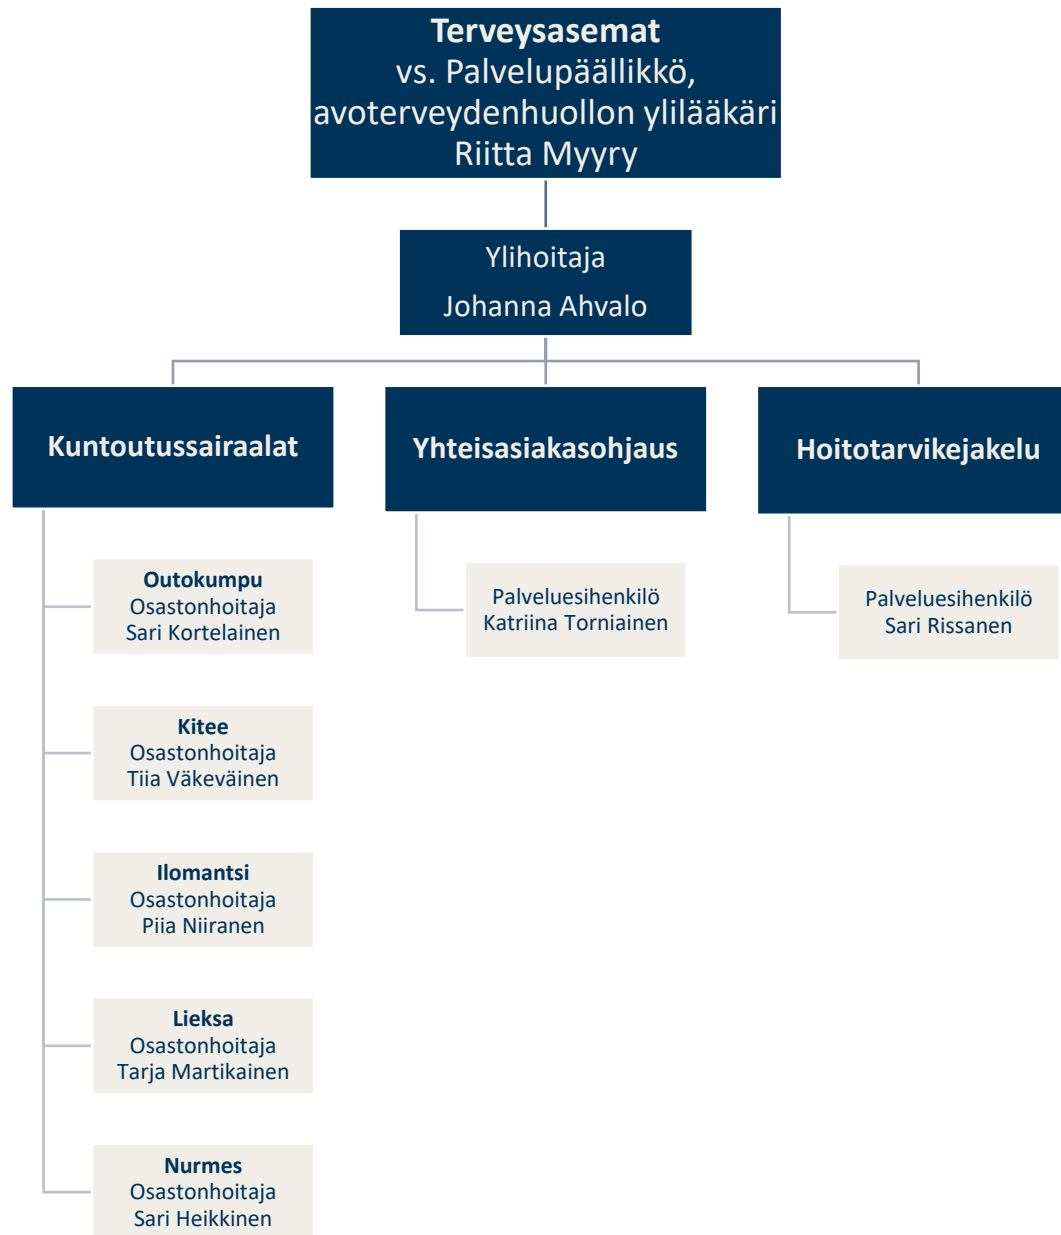 Terveysasemat
vs. Palvelupäällikkö,
avoterveydenhuollon ylilääkäri
Riitta Myyry
Ylihoitaja
Johanna Ahvalo
Kuntoutussairaalat
Yhteisasiakasohjaus
Hoitotarvikejakelu
Outokumpu
Osastonhoitaja
Sari Kortelainen
Kitee
Osastonhoitaja
Tiia Väkeväinen
Ilomantsi
Osastonhoitaja
Piia Niiranen
Lieksa
Osastonhoitaja
Tarja Martikainen
Nurmes
Osastonhoitaja
Sari Heikkinen
Palveluesihenkilö
Katriina Torniainen
Palveluesihenkilö
Sari Rissanen